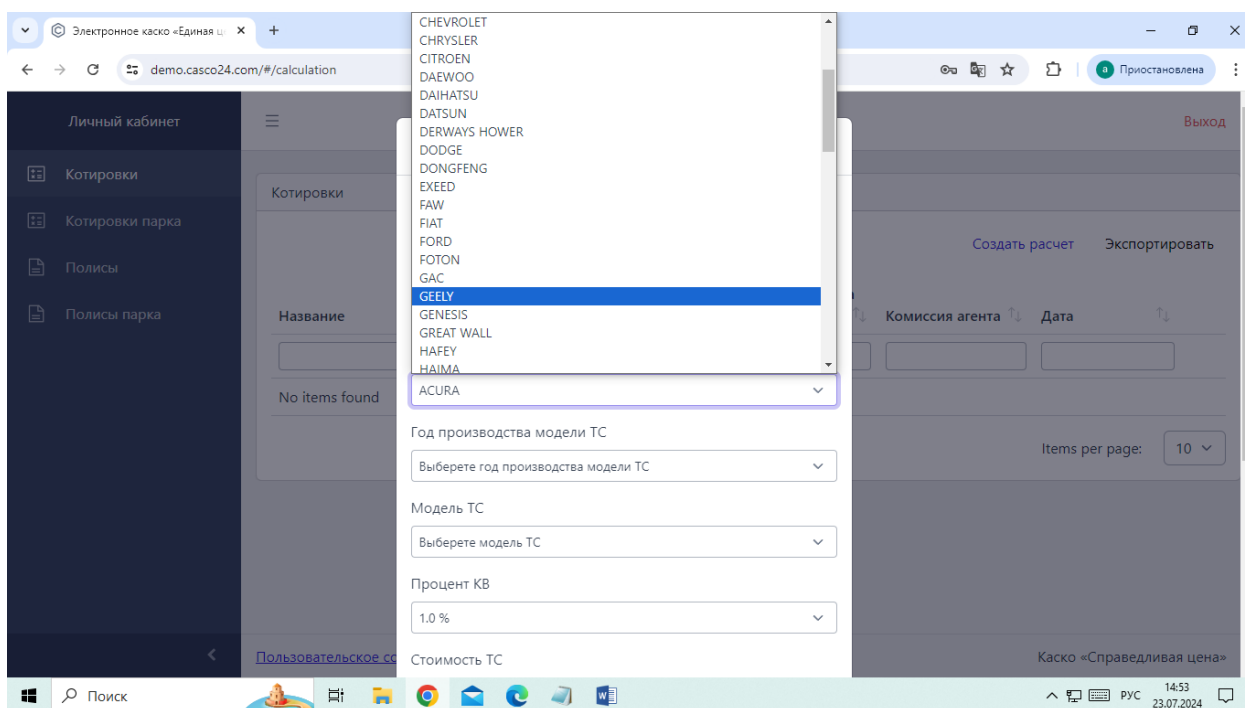 Электронное каско «Единая ц
demo.casco24.com/#/calculation
а Приостановлена
Личный кабинет
Выход
Котировки
Котировки парка
Полисы
Полисы парка
Котировки
Создать расчет Экспортировать
Название
Комиссия агента
Дата
No items found
Items per page: 10
CHEVROLET
CHRYSLER
CITROEN
DAEWOO
DAIHATSU
DATSUN
DERWAYS HOWER
DODGE
DONGFENG
EXEED
FAW
FIAT
FORD
FOTON
GAC
GEELY
GENESIS
GREAT WALL
HAFEY
HAIMA
ACURA
Год производства модели ТС
Выберете год производства модели ТС
Модель ТС
Выберете модель ТС
Процент КВ
1.0 %
Стоимость ТС
Пользовательское со
Каско «Справедливая цена»
Поиск
РУС
14:53
23.07.2024